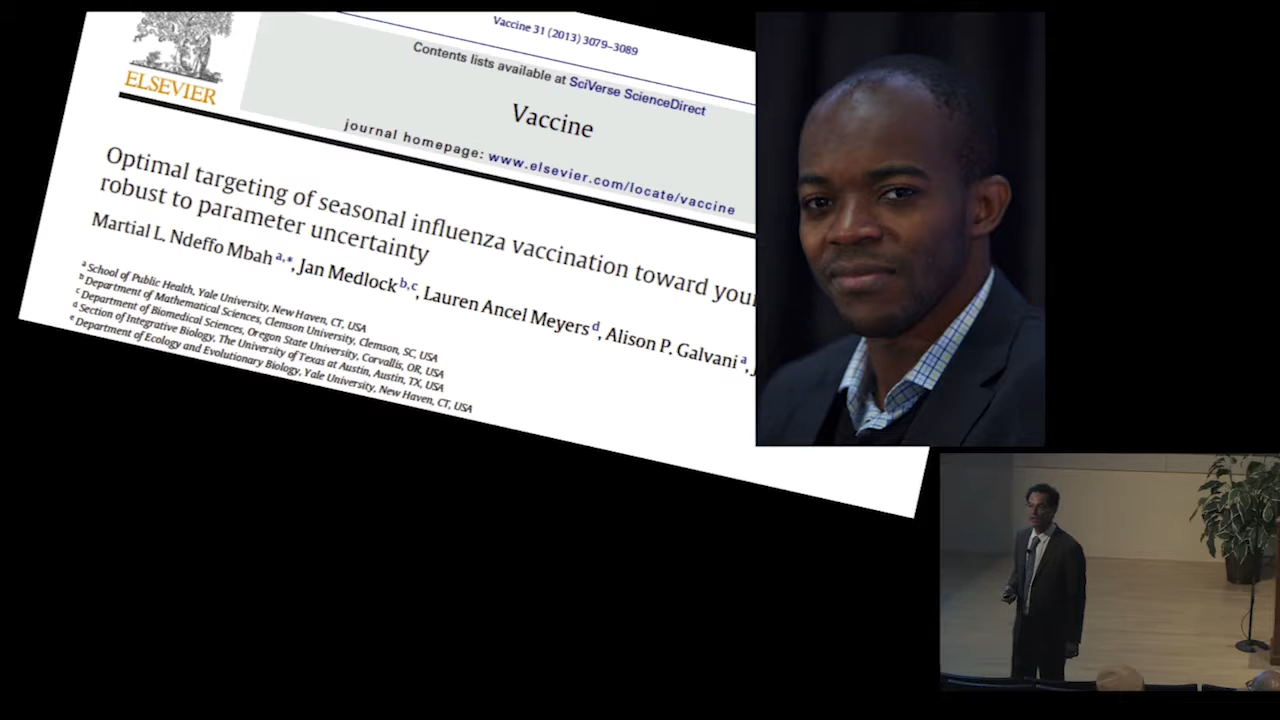 Vaccine 31 (2013) 3079–3089
Contents lists available at SciVerse ScienceDirect
ELSEVIER
Vaccine
journal homepage: www.elsevier.com/locate/vaccine
Optimal targeting of seasonal influenza vaccination toward
robust to parameter uncertainty
Martial L. Ndeffo Mbah a,*, Jan Medlock b,c, Lauren Ancel Meyers d, Alison P. Galvani a,
a School of Public Health, Yale University, New Haven, CT, USA
b Department of Mathematical Sciences, Clemson University, Clemson, SC, USA
c Department of Biomedical Sciences, Oregon State University, Corvallis, OR, USA
d Section of Integrative Biology, The University of Texas at Austin, Austin, TX, USA
e Department of Ecology and Evolutionary Biology, Yale University, New Haven, CT, USA